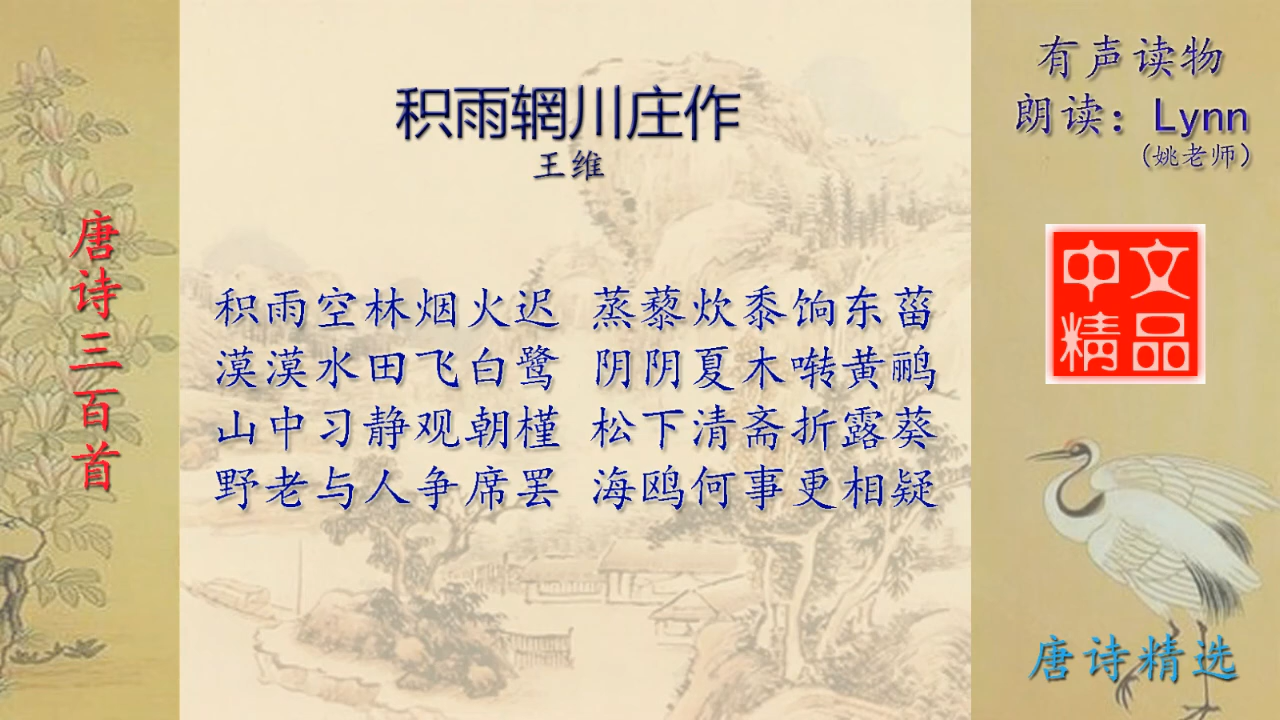 积雨辋川庄作
王维
积雨空林烟火迟 蒸藜炊黍饷东菑
漠漠水田飞白鹭 阴阴夏木啭黄鹂
山中习静观朝槿 松下清斋折露葵
野老与人争席罢 海鸥何事更相疑
唐诗三百首
有声读物
朗读：Lynn
（姚老师）
中文
精品
唐诗精选